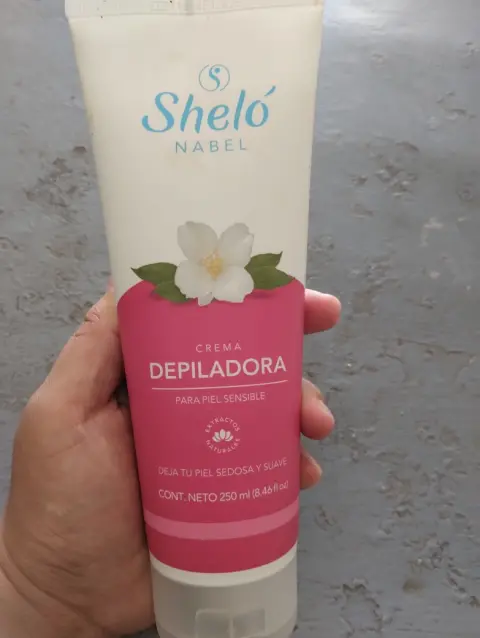 Sheló
NABEL
CREMA
DEPILADORA
PARA PIEL SENSIBLE
EXTRACTOS
NATURALES
DEJA TU PIEL SEDOSA Y SUAVE
CONT. NETO 250 ml (8.46 fl oz)